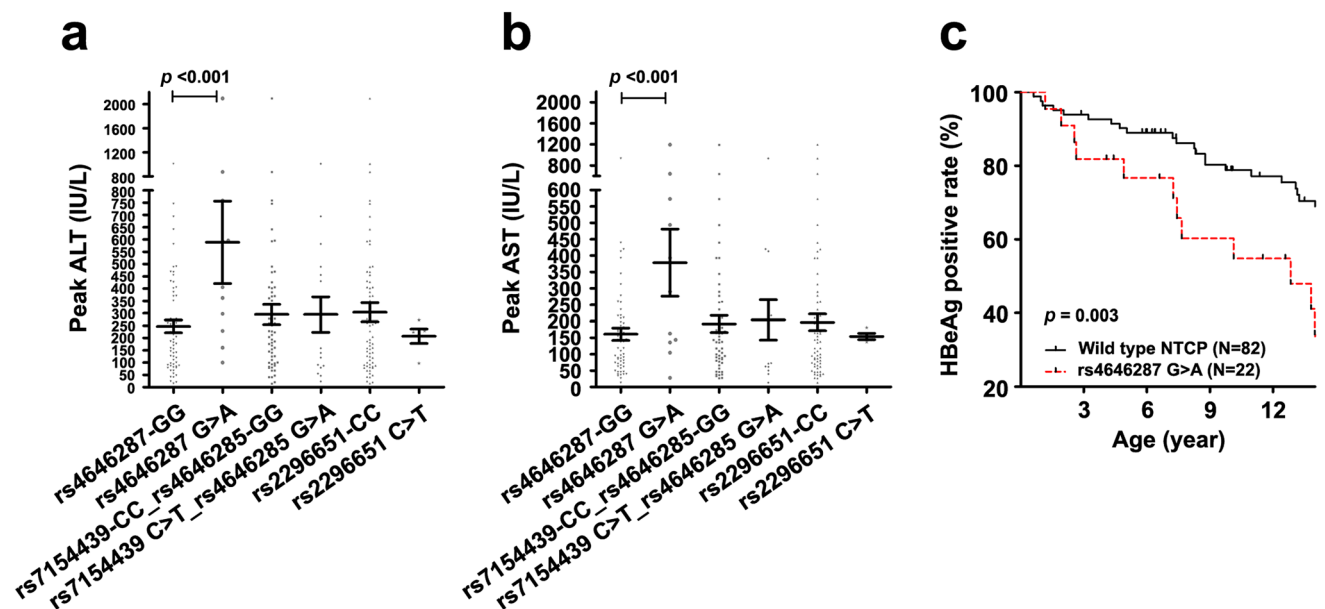 a
p <0.001
Peak ALT (IU/L)
2000
1600
1200
800
800
750
700
650
600
550
500
450
400
350
300
250
200
150
100
50
0
rs4646287-GG
rs4646287 G>A
rs7154439-CC_rs4646285-GG
rs7154439 C>T_rs4646285 G>A
rs2296651-CC
rs2296651 C>T
b
p <0.001
Peak AST (IU/L)
2000
1600
1200
800
400
600
550
500
450
400
350
300
250
200
150
100
50
0
rs4646287-GG
rs4646287 G>A
rs7154439-CC_rs4646285-GG
rs7154439 C>T_rs4646285 G>A
rs2296651-CC
rs2296651 C>T
c
HBeAg positive rate (%)
100
80
60
40
20
p = 0.003
Wild type NTCP (N=82)
rs4646287 G>A (N=22)
3 6 9 12
Age (year)